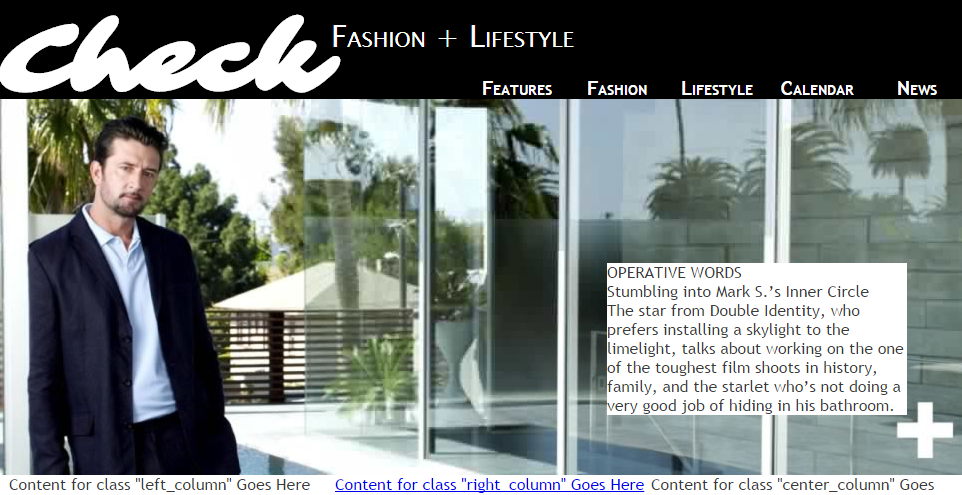 Check
Fashion + Lifestyle
Features Fashion Lifestyle Calendar News
OPERATIVE WORDS
Stumbling into Mark S.’s Inner Circle
The star from Double Identity, who
prefers installing a skylight to the
limelight, talks about working on the one
of the toughest film shoots in history,
family, and the starlet who’s not doing a
very good job of hiding in his bathroom.
+
Content for class "left_column" Goes Here Content for class "right_column" Goes Here Content for class "center_column" Goes